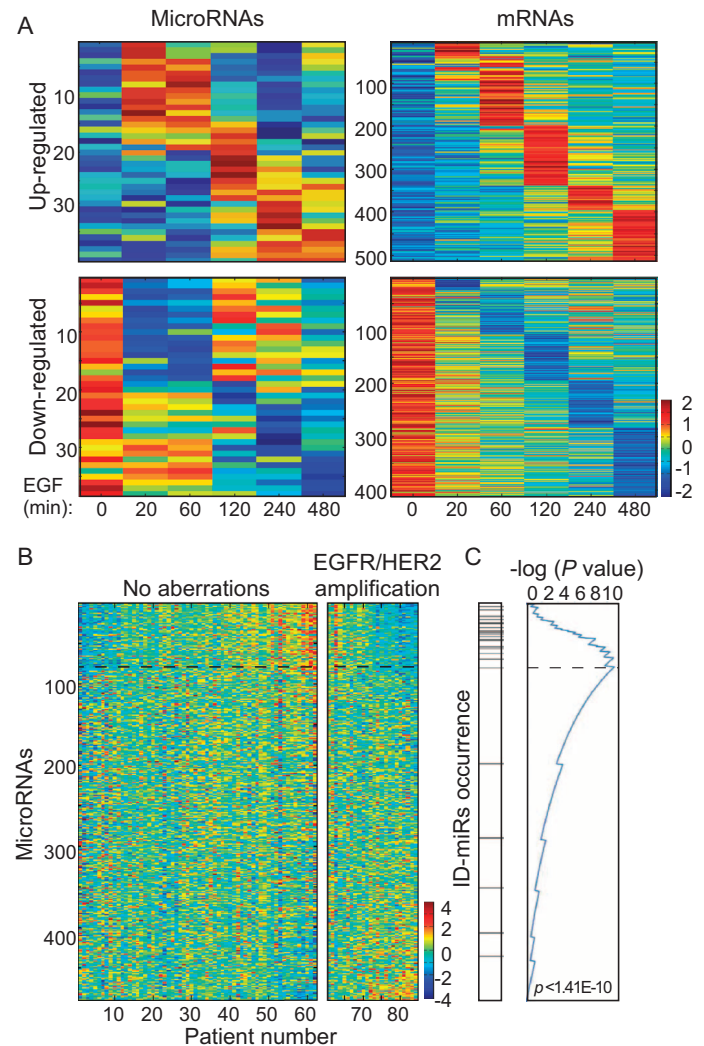 A
MicroRNAs
mRNAs
Up-regulated
10
20
30
100
200
300
400
500
Down-regulated
10
20
30
100
200
300
400
2
1
0
-1
-2
EGF
(min):
0 20 60 120 240 480
0 20 60 120 240 480
B
No aberrations
EGFR/HER2
amplification
C
-log (P value)
0 2 4 6 8 10
MicroRNAs
100
200
300
400
4
2
0
-2
-4
10 20 30 40 50 60
70 80
Patient number
ID-miRs occurrence
p<1.41E-10